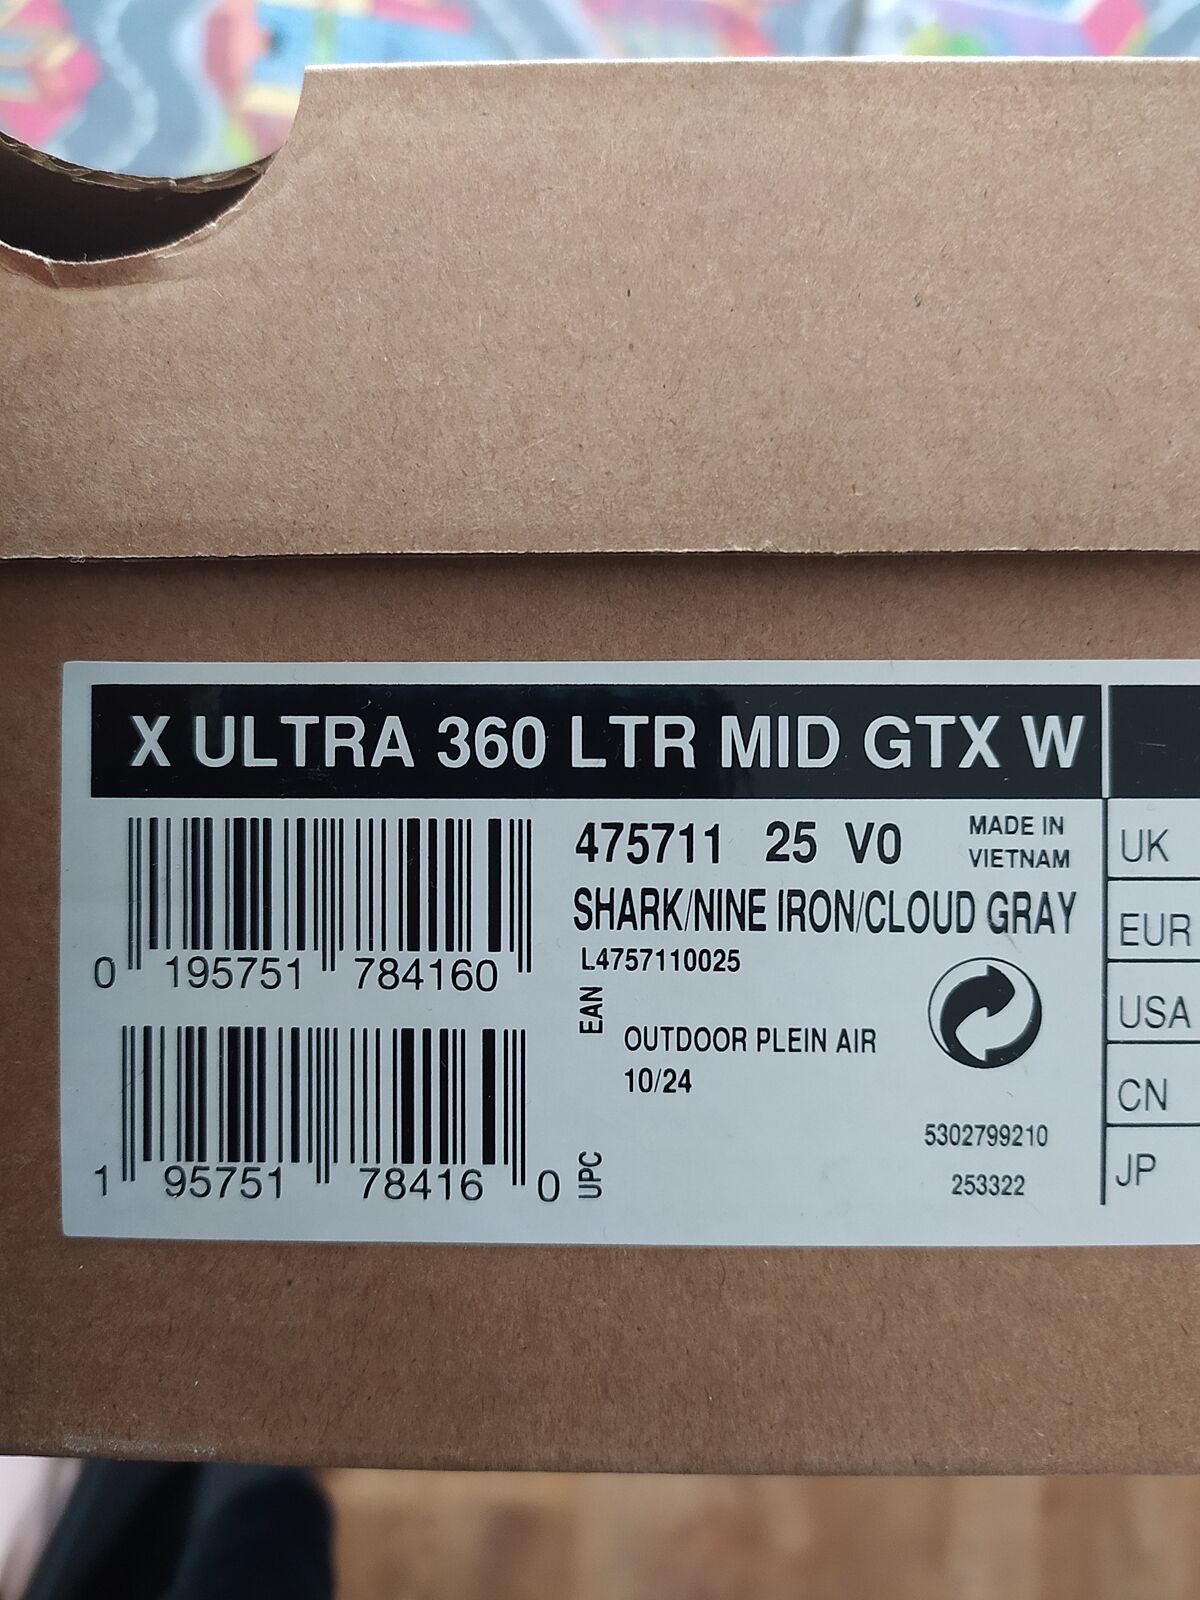 X ULTRA 360 LTR MID GTX W
475711 25 V0
MADE IN
VIETNAM
SHARK/NINE IRON/CLOUD GRAY
L4757110025
0 195751 784160
EAN
OUTDOOR PLEIN AIR
10/24
5302799210
253322
1 95751 78416 0
UPC
UK
EUR
USA
CN
JP